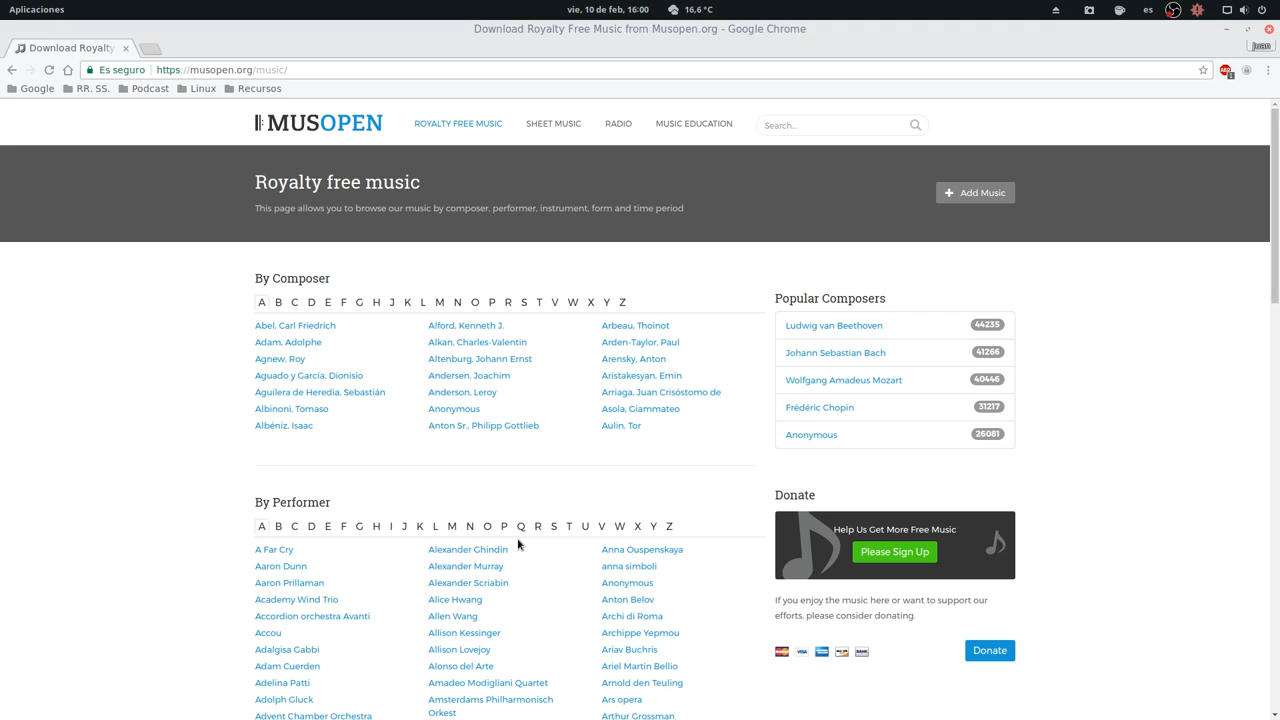 Aplicaciones
vie, 10 de feb, 16:00
16,6 °C
es
Download Royalty Free Music from Musopen.org - Google Chrome
Download Royalty
Juan
Es seguro
https://musopen.org/music/
Google
RR. SS.
Podcast
Linux
Recursos
MUSOPEN
ROYALTY FREE MUSIC
SHEET MUSIC
RADIO
MUSIC EDUCATION
Search...
Royalty free music
This page allows you to browse our music by composer, performer, instrument, form and time period
+ Add Music
By Composer
A B C D E F G H J K L M N O P R S T V W X Y Z
Abel, Carl Friedrich
Adam, Adolphe
Agnew, Roy
Aguado y García, Dionisio
Aguilera de Heredia, Sebastián
Albinoni, Tomaso
Albéniz, Isaac
Alford, Kenneth J.
Alkan, Charles-Valentin
Altenburg, Johann Ernst
Andersen, Joachim
Anderson, Leroy
Anonymous
Anton Sr., Philipp Gottlieb
Arbeau, Thoinot
Arden-Taylor, Paul
Arensky, Anton
Aristakesyan, Emin
Arriaga, Juan Crisóstomo de
Asola, Giammateo
Aulin, Tor
Popular Composers
Ludwig van Beethoven 44235
Johann Sebastian Bach 41266
Wolfgang Amadeus Mozart 40446
Frédéric Chopin 31217
Anonymous 26081
By Performer
A B C D E F G H I J K L M N O P Q R S T U V W X Y Z
A Far Cry
Aaron Dunn
Aaron Prillaman
Academy Wind Trio
Accordion orchestra Avanti
Accou
Adalgisa Gabbi
Adam Cuerden
Adelina Patti
Adolph Gluck
Advent Chamber Orchestra
Alexander Ghindin
Alexander Murray
Alexander Scriabin
Alice Hwang
Allen Wang
Allison Kessinger
Allison Lovejoy
Alonso del Arte
Amadeo Modigliani Quartet
Amsterdams Philharmonisch
Orkest
Anna Ouspenskaya
anna simboli
Anonymous
Anton Belov
Archi di Roma
Archippe Yepmou
Ariav Buchris
Ariel Martín Bellio
Arnold den Teuling
Ars opera
Arthur Grossman
Donate
Help Us Get More Free Music
Please Sign Up
If you enjoy the music here or want to support our
efforts, please consider donating.
VISA
Donate